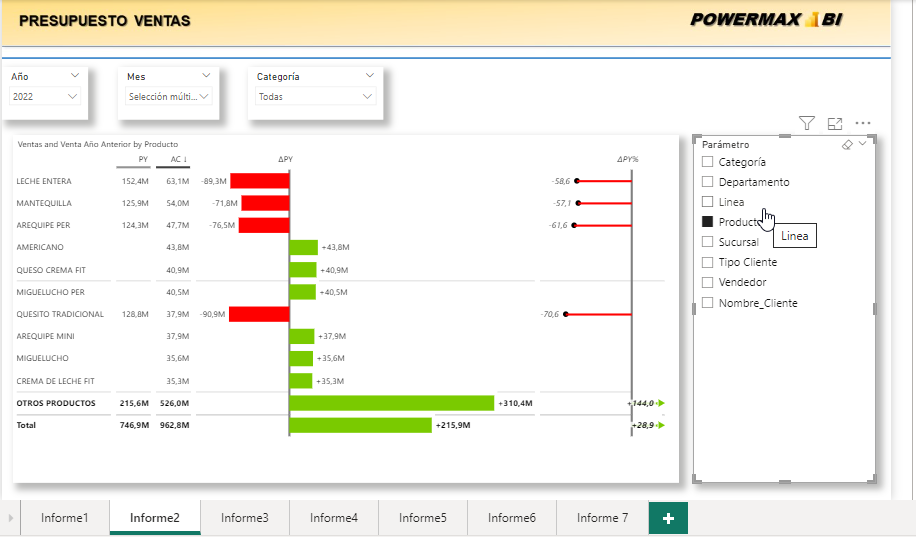 PRESUPUESTO VENTAS
POWERMAX BI
Año
2022
Mes
Selección múlti...
Categoría
Todas
Ventas and Venta Año Anterior by Producto
PY AC ↓ ΔPY ΔPY%
LECHE ENTERA 152,4M 63,1M -89,3M -58,6
MANTEQUILLA 125,9M 54,0M -71,8M -57,1
AREQUIPE PER 124,3M 47,7M -76,5M -61,6
AMERICANO 43,8M +43,8M
QUESO CREMA FIT 40,9M +40,9M
MIGUELUCHO PER 40,5M +40,5M
QUESITO TRADICIONAL 128,8M 37,9M -90,9M -70,6
AREQUIPE MINI 37,9M +37,9M
MIGUELUCHO 35,6M +35,6M
CREMA DE LECHE FIT 35,3M +35,3M
OTROS PRODUCTOS 215,6M 526,0M +310,4M +144,0
Total 746,9M 962,8M +215,9M +28,9
Parámetro
Categoría
Departamento
Linea
Producto
Linea
Sucursal
Tipo Cliente
Vendedor
Nombre_Cliente
Informe1 Informe2 Informe3 Informe4 Informe5 Informe6 Informe 7 +